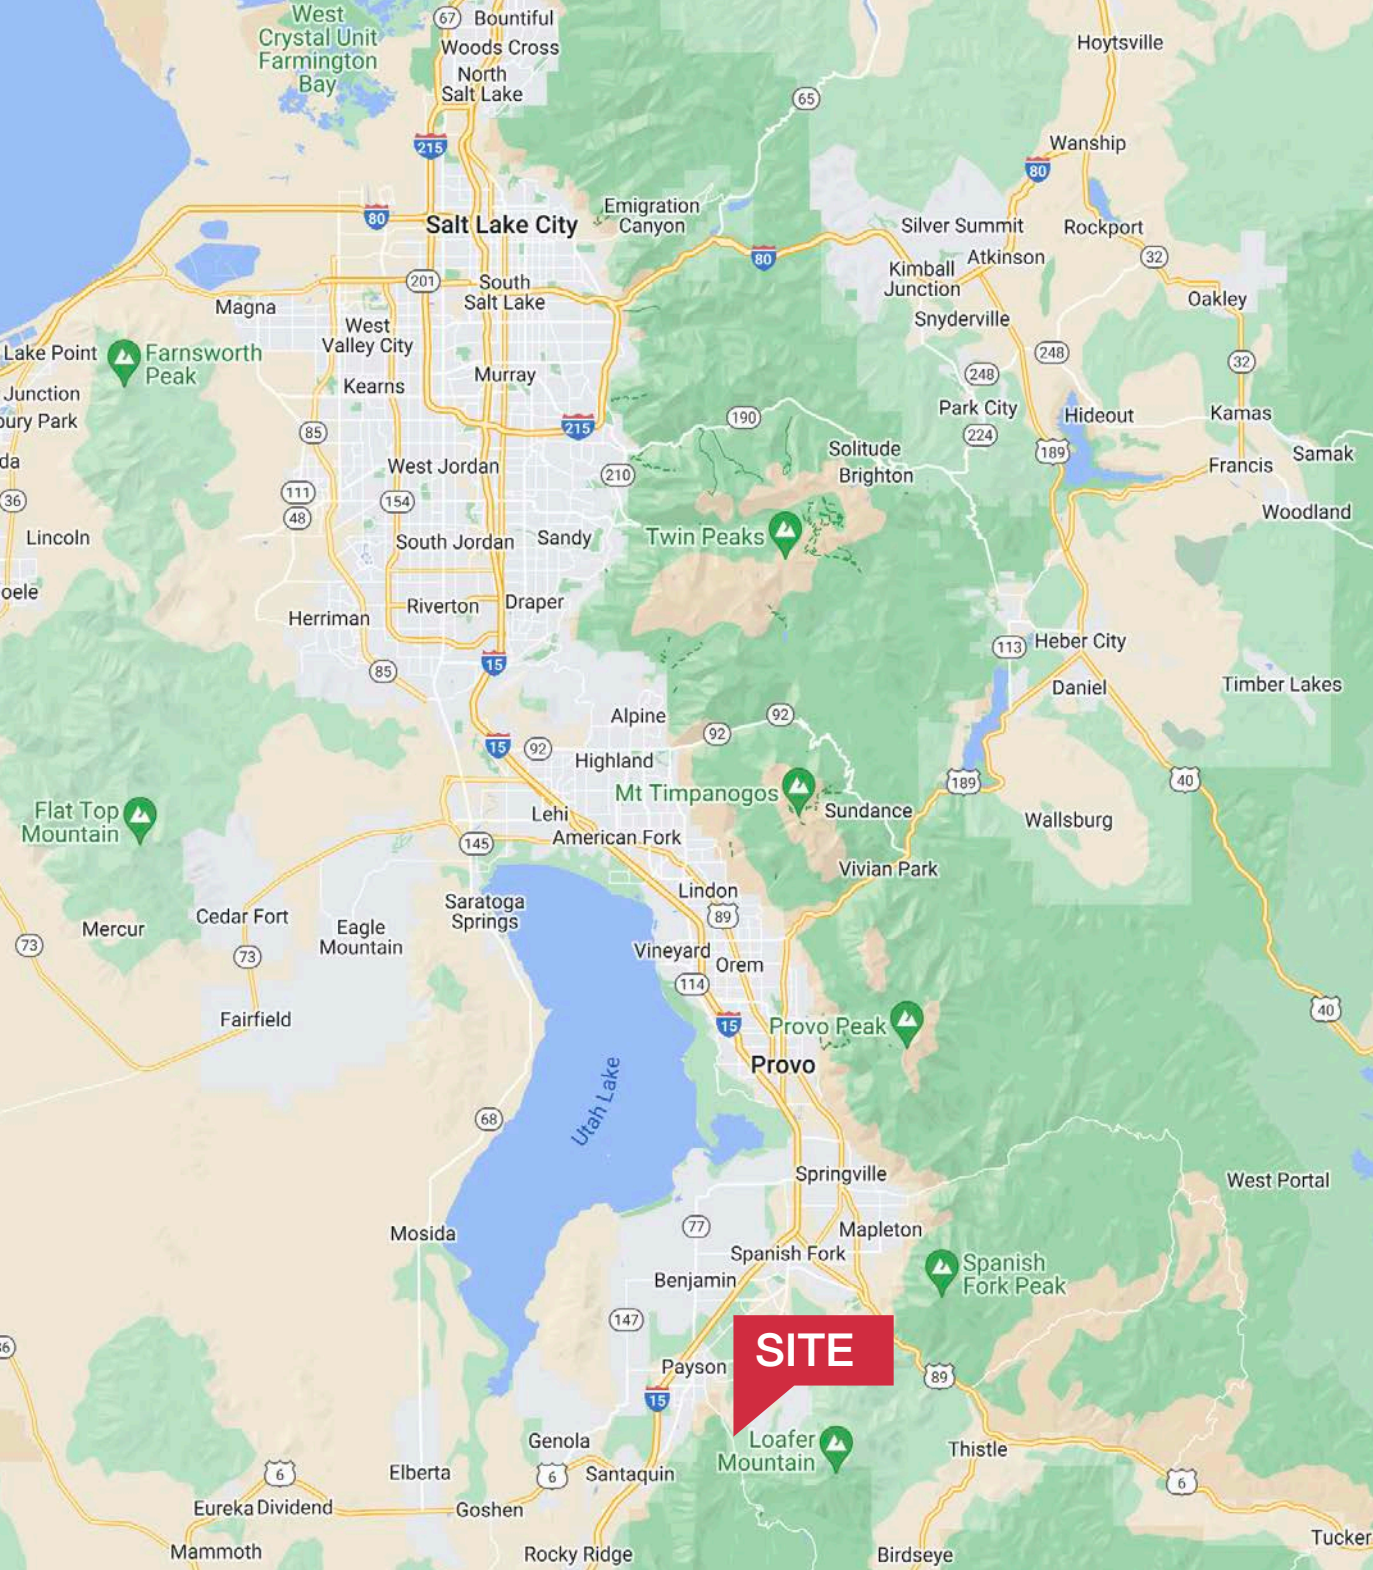 West
Crystal Unit
Farmington
Bay
67
Bountiful
Woods Cross
North
Salt Lake
Hoytsville
65
215
Wanship
80
80
Salt Lake City
Emigration
Canyon
Silver Summit
Rockport
80
Atkinson
32
Kimball
Junction
201
South
Salt Lake
Magna
Oakley
Snyderville
West
Valley City
Lake Point
Farnsworth
Peak
248
32
Kearns
Murray
248
Junction
Park City
Hideout
Kamas
bury Park
190
215
85
224
Solitude
189
Samak
da
West Jordan
210
Brighton
Francis
111
36
154
48
Woodland
Lincoln
South Jordan
Sandy
Twin Peaks
oele
Riverton
Draper
Herriman
113
Heber City
15
85
Daniel
Timber Lakes
Alpine
92
92
15
92
Highland
Mt Timpanogos
189
40
Flat Top
Mountain
Lehi
Sundance
Wallsburg
American Fork
145
Vivian Park
Lindon
Saratoga
Springs
Cedar Fort
89
Mercur
Eagle
Mountain
73
73
Vineyard
Orem
114
Fairfield
15
Provo Peak
40
Provo
Utah Lake
68
Springville
West Portal
77
Mosida
Mapleton
Spanish Fork
Spanish
Fork Peak
Benjamin
147
SITE
36
Payson
89
15
Genola
Loafer
Mountain
Thistle
6
Elberta
6
Santaquin
6
Eureka
Dividend
Goshen
Tucker
Mammoth
Rocky Ridge
Birdseye